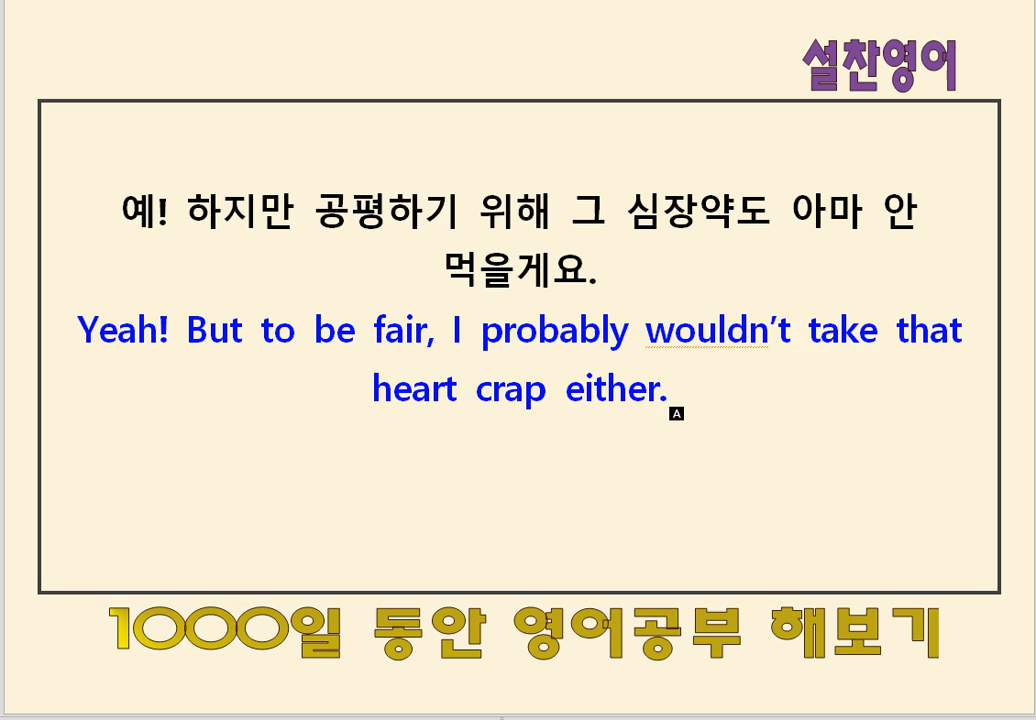 설찬영어
예! 하지만 공평하기 위해 그 심장약도 아마 안
먹을게요.
Yeah! But to be fair, I probably wouldn’t take that
heart crap either.
A
1000일 동안 영어공부 해보기